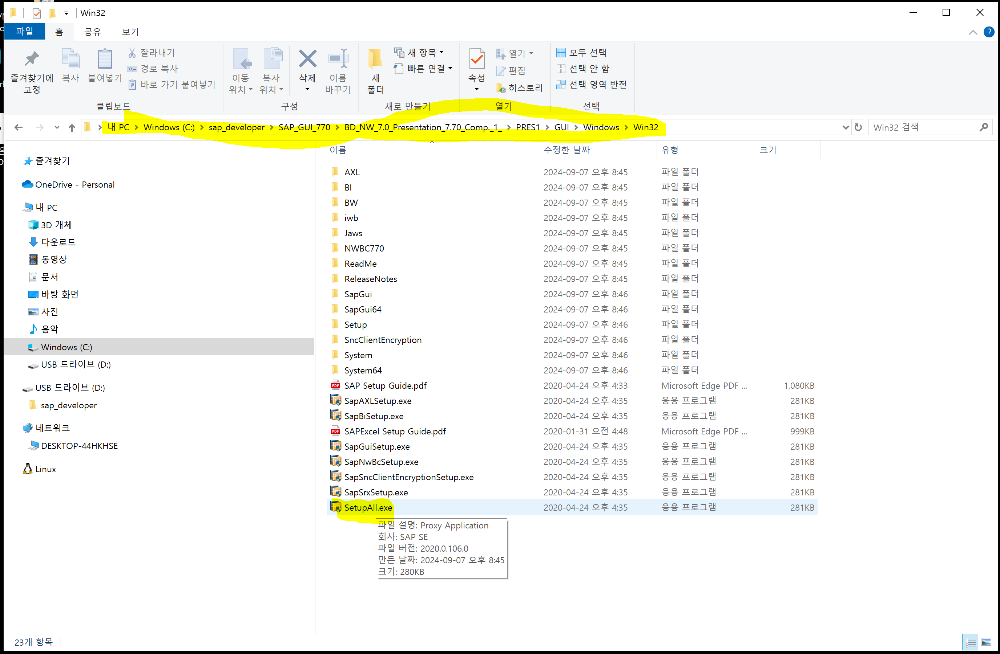 Win32
파일 홈 공유 보기
즐겨찾기에 고정
복사
붙여넣기
잘라내기
경로 복사
바로 가기 붙여넣기
클립보드
이동 위치
복사 위치
삭제
이름 바꾸기
구성
새 폴더
새 항목
빠른 연결
새로 만들기
속성
열기
편집
히스토리
열기
모두 선택
선택 안 함
선택 영역 반전
선택
내 PC > Windows (C:) > sap_developer > SAP_GUI_770 > BD_NW_7.0_Presentation_7.70_Comp._1_ > PRES1 > GUI > Windows > Win32
Win32 검색
즐겨찾기
OneDrive - Personal
내 PC
3D 개체
다운로드
동영상
문서
바탕 화면
사진
음악
Windows (C:)
USB 드라이브 (D:)
USB 드라이브 (D:)
sap_developer
네트워크
DESKTOP-44HKHSE
Linux
이름 수정한 날짜 유형 크기
AXL 2024-09-07 오후 8:45 파일 폴더
BI 2024-09-07 오후 8:45 파일 폴더
BW 2024-09-07 오후 8:45 파일 폴더
iwb 2024-09-07 오후 8:45 파일 폴더
Jaws 2024-09-07 오후 8:45 파일 폴더
NWBC770 2024-09-07 오후 8:45 파일 폴더
ReadMe 2024-09-07 오후 8:45 파일 폴더
ReleaseNotes 2024-09-07 오후 8:45 파일 폴더
SapGui 2024-09-07 오후 8:46 파일 폴더
SapGui64 2024-09-07 오후 8:46 파일 폴더
Setup 2024-09-07 오후 8:46 파일 폴더
SncClientEncryption 2024-09-07 오후 8:46 파일 폴더
System 2024-09-07 오후 8:46 파일 폴더
System64 2024-09-07 오후 8:46 파일 폴더
SAP Setup Guide.pdf 2020-04-24 오후 4:33 Microsoft Edge PDF ... 1,080KB
SapAXLSetup.exe 2020-04-24 오후 4:35 응용 프로그램 281KB
SapBiSetup.exe 2020-04-24 오후 4:35 응용 프로그램 281KB
SAPExcel Setup Guide.pdf 2020-01-31 오전 4:48 Microsoft Edge PDF ... 999KB
SapGuiSetup.exe 2020-04-24 오후 4:35 응용 프로그램 281KB
SapNwBcSetup.exe 2020-04-24 오후 4:35 응용 프로그램 281KB
SapSncClientEncryptionSetup.exe 2020-04-24 오후 4:35 응용 프로그램 281KB
SapSrxSetup.exe 2020-04-24 오후 4:35 응용 프로그램 281KB
SetupAll.exe 2020-04-24 오후 4:35 응용 프로그램 281KB
파일 설명: Proxy Application
회사: SAP SE
파일 버전: 2020.0.106.0
만든 날짜: 2024-09-07 오후 8:45
크기: 280KB
23개 항목